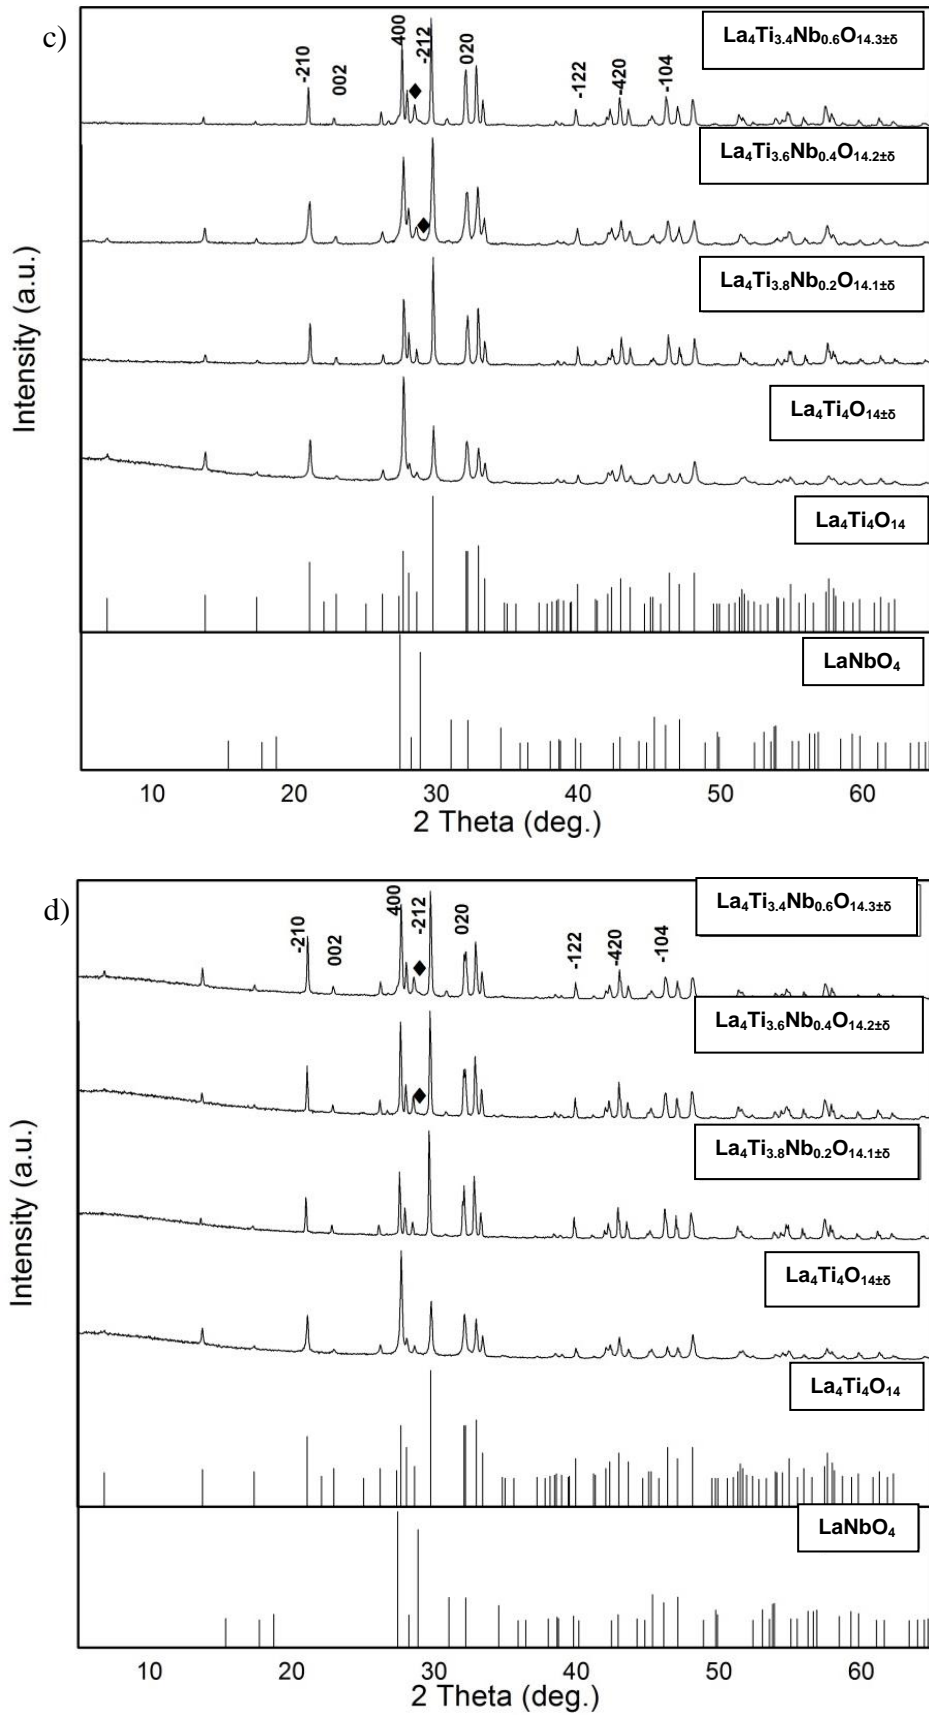 c)
La₄Ti₃.₄Nb₀.₆O₁₄.₃±δ
-210
002
400
-212
020
-122
-420
-104
La₄Ti₃.₆Nb₀.₄O₁₄.₂±δ
La₄Ti₃.₈Nb₀.₂O₁₄.₁±δ
La₄Ti₄O₁₄±δ
La₄Ti₄O₁₄
LaNbO₄
Intensity (a.u.)
10 20 30 40 50 60
2 Theta (deg.)
d)
La₄Ti₃.₄Nb₀.₆O₁₄.₃±δ
-210
002
400
-212
020
-122
-420
-104
La₄Ti₃.₆Nb₀.₄O₁₄.₂±δ
La₄Ti₃.₈Nb₀.₂O₁₄.₁±δ
La₄Ti₄O₁₄±δ
La₄Ti₄O₁₄
LaNbO₄
Intensity (a.u.)
10 20 30 40 50 60
2 Theta (deg.)